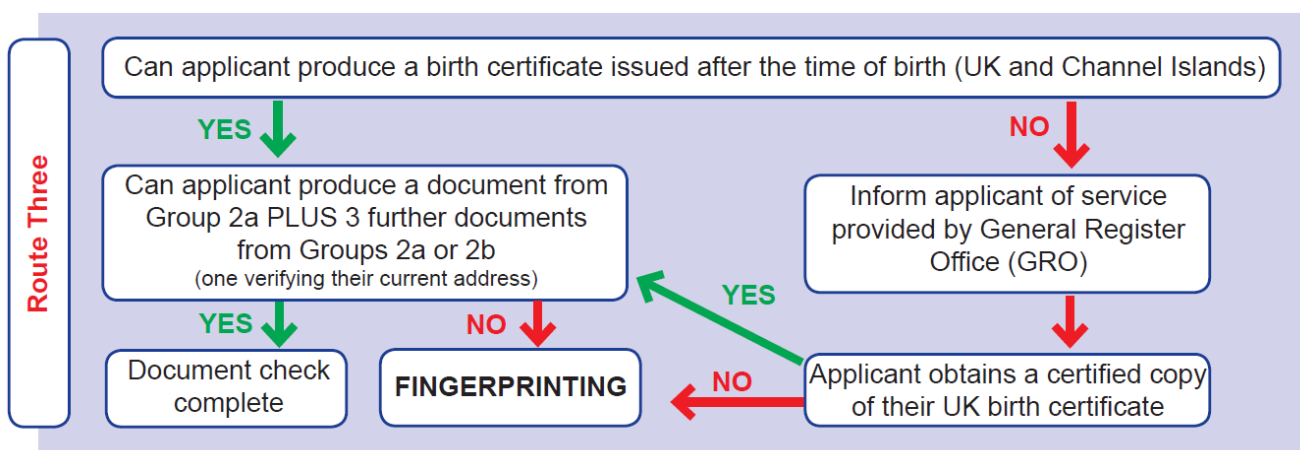 Route Three
Can applicant produce a birth certificate issued after the time of birth (UK and Channel Islands)
YES
NO
Can applicant produce a document from
Group 2a PLUS 3 further documents
from Groups 2a or 2b
(one verifying their current address)
Inform applicant of service
provided by General Register
Office (GRO)
YES
YES
NO
Document check
complete
FINGERPRINTING
NO
Applicant obtains a certified copy
of their UK birth certificate